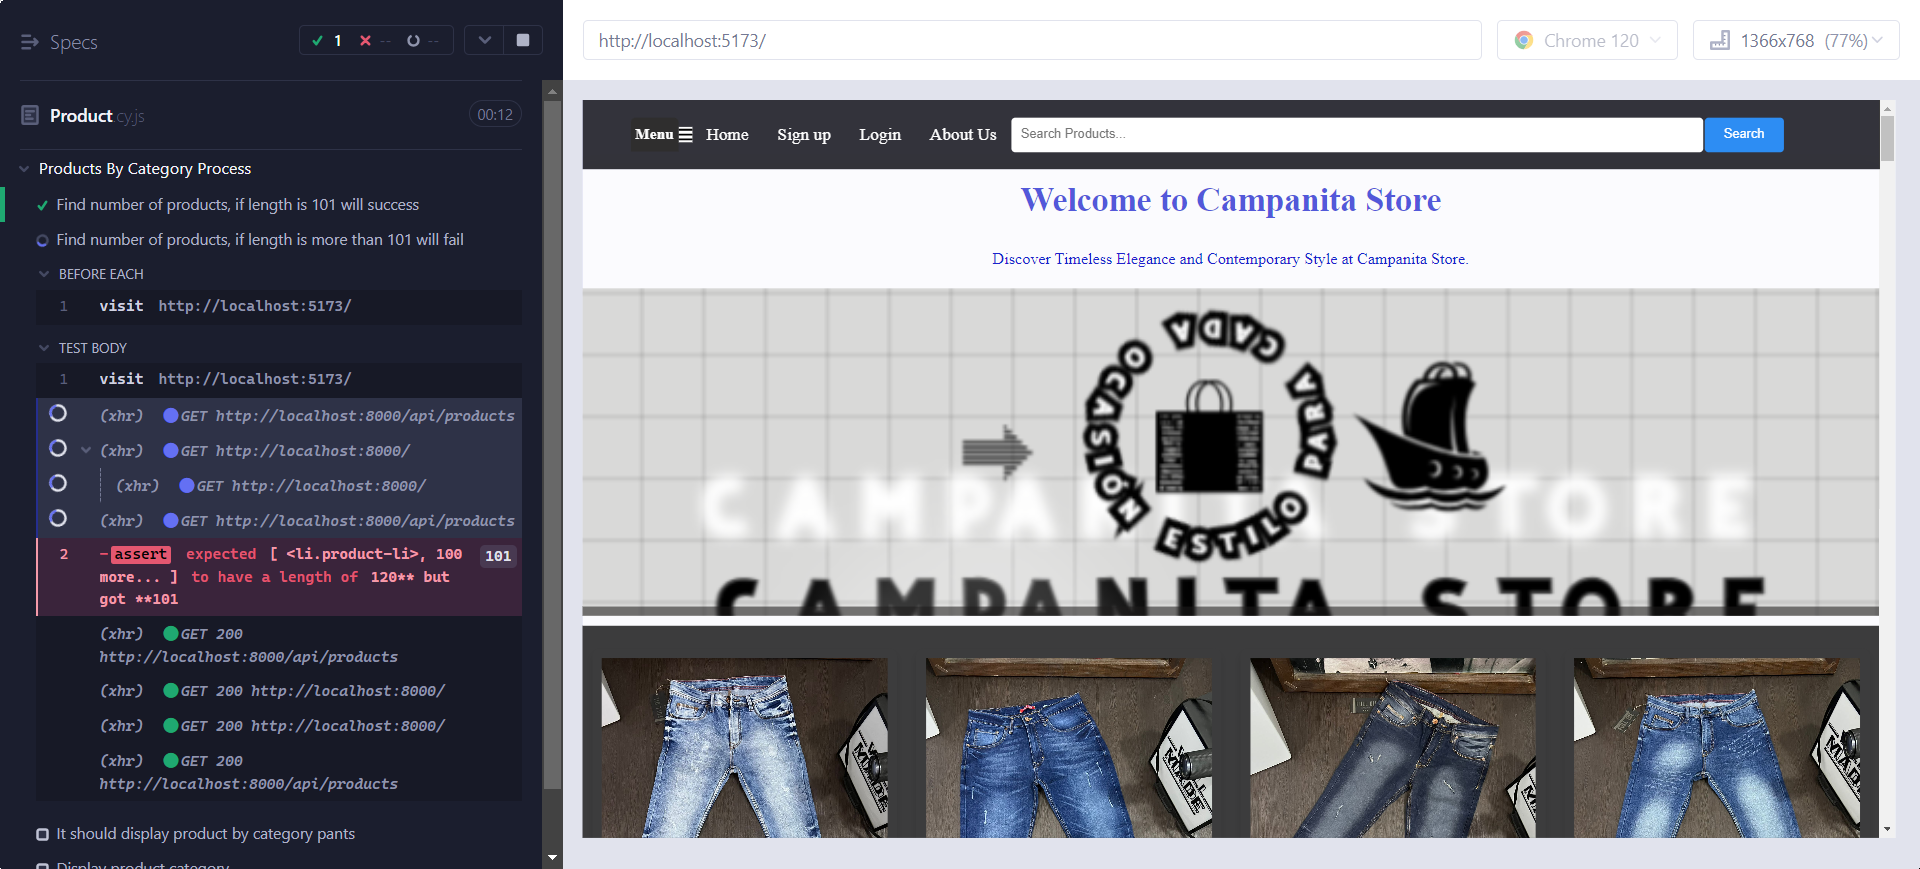 Specs
1 -- --
Product.cy.js
00:12
Products By Category Process
Find number of products, if length is 101 will success
Find number of products, if length is more than 101 will fail
BEFORE EACH
1 visit http://localhost:5173/
TEST BODY
1 visit http://localhost:5173/
(xhr) GET http://localhost:8000/api/products
(xhr) GET http://localhost:8000/
(xhr) GET http://localhost:8000/
(xhr) GET http://localhost:8000/api/products
2 -assert expected [ <li.product-li>, 100 101
more... ] to have a length of 120** but
got **101
(xhr) GET 200
http://localhost:8000/api/products
(xhr) GET 200 http://localhost:8000/
(xhr) GET 200 http://localhost:8000/
(xhr) GET 200
http://localhost:8000/api/products
It should display product by category pants
Display product category
http://localhost:5173/
Chrome 120
1366x768 (77%)
Menu Home Sign up Login About Us Search Products... Search
Welcome to Campanita Store
Discover Timeless Elegance and Contemporary Style at Campanita Store.
CADA OCASIÓN ESTILO PARA
CAMPANITA STORE
CAMPANITA STORE